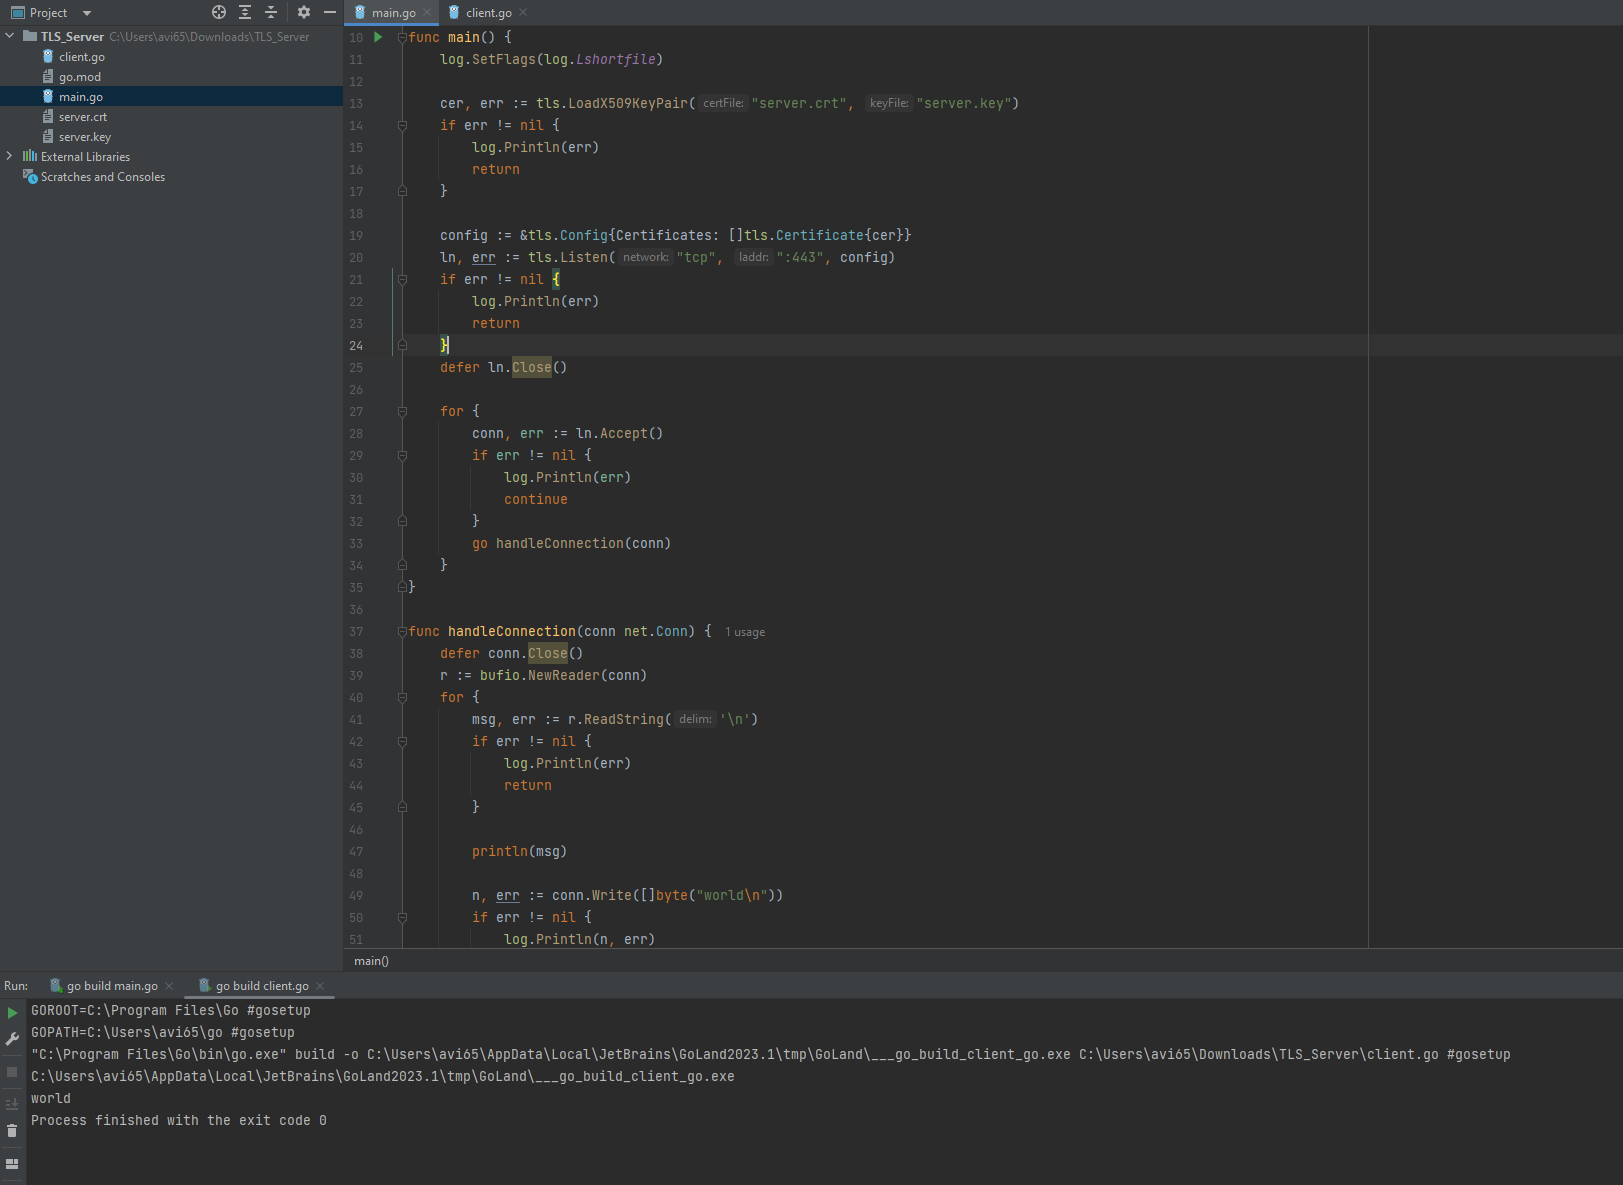 Project
main.go
client.go
TLS_Server C:\Users\avi65\Downloads\TLS_Server
client.go
go.mod
main.go
server.crt
server.key
External Libraries
Scratches and Consoles
10 func main() {
11 log.SetFlags(log.Lshortfile)
12
13 cer, err := tls.LoadX509KeyPair( certFile: "server.crt", keyFile: "server.key")
14 if err != nil {
15 log.Println(err)
16 return
17 }
18
19 config := &tls.Config{Certificates: []tls.Certificate{cer}}
20 ln, err := tls.Listen( network: "tcp", laddr: ":443", config)
21 if err != nil {
22 log.Println(err)
23 return
24 }
25 defer ln.Close()
26
27 for {
28 conn, err := ln.Accept()
29 if err != nil {
30 log.Println(err)
31 continue
32 }
33 go handleConnection(conn)
34 }
35 }
36
37 func handleConnection(conn net.Conn) { 1 usage
38 defer conn.Close()
39 r := bufio.NewReader(conn)
40 for {
41 msg, err := r.ReadString( delim: '\n')
42 if err != nil {
43 log.Println(err)
44 return
45 }
46
47 println(msg)
48
49 n, err := conn.Write([]byte("world\n"))
50 if err != nil {
51 log.Println(n, err)
main()
Run: go build main.go go build client.go
GOROOT=C:\Program Files\Go #gosetup
GOPATH=C:\Users\avi65\go #gosetup
"C:\Program Files\Go\bin\go.exe" build -o C:\Users\avi65\AppData\Local\JetBrains\GoLand2023.1\tmp\GoLand\___go_build_client_go.exe C:\Users\avi65\Downloads\TLS_Server\client.go #gosetup
C:\Users\avi65\AppData\Local\JetBrains\GoLand2023.1\tmp\GoLand\___go_build_client_go.exe
world
Process finished with the exit code 0